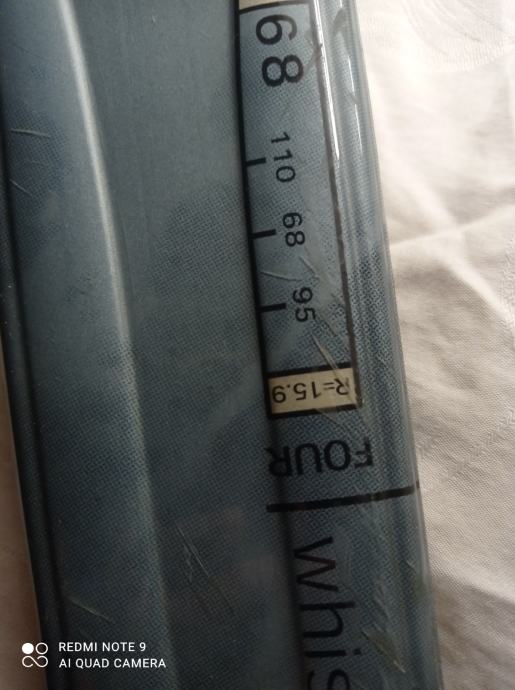 68
110
68
95
R=15.9
FOUR
whis
REDMI NOTE 9
AI QUAD CAMERA